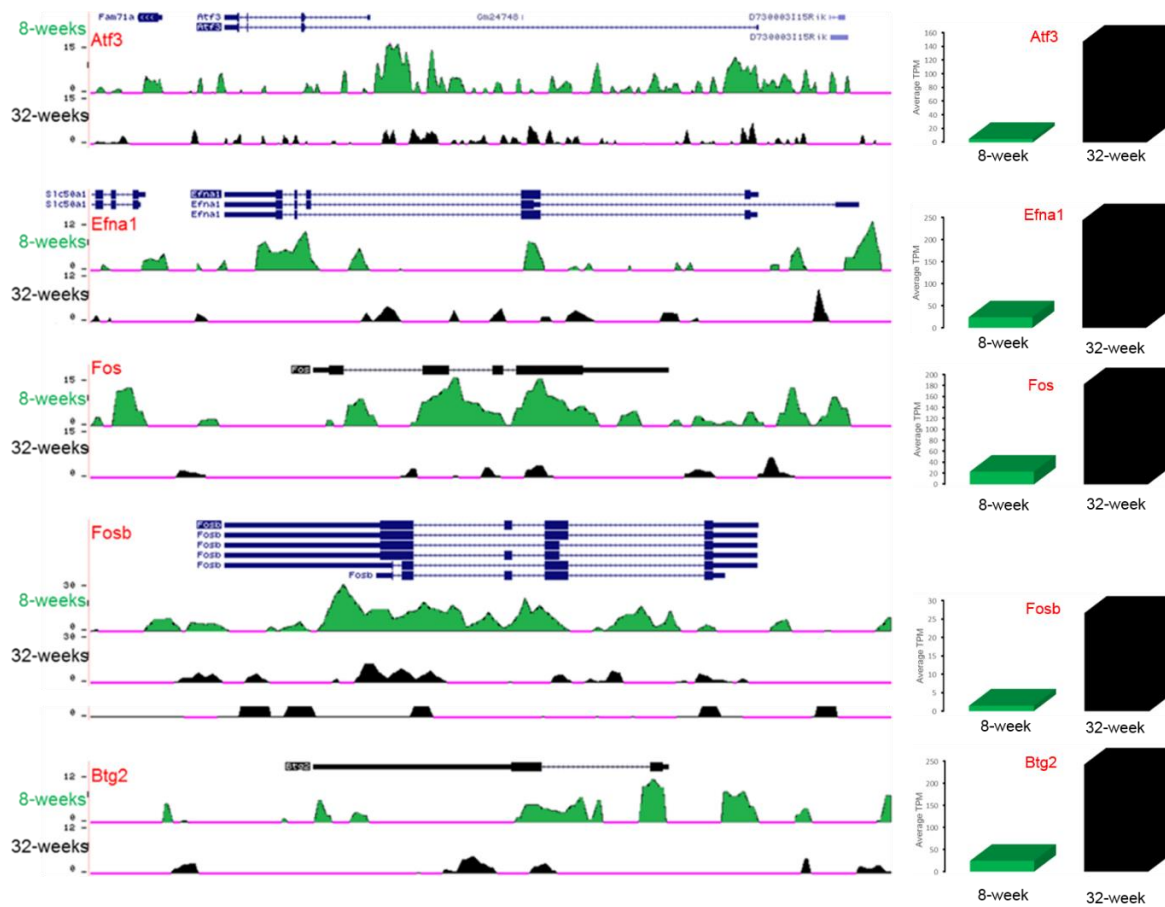 Fam71a Atf3 Gm24748 D730003I15Rik
8-weeks Atf3 Atf3 D730003I15Rik
15
0
32-weeks 15
0
Atf3
Average TPM
160
140
120
100
80
60
40
20
0
8-week 32-week
Slc50a1 Efna1
Slc50a1 Efna1
Efna1 Efna1
12
8-weeks
0
32-weeks 12
0
Efna1
Average TPM
250
200
150
100
50
0
8-week 32-week
Fos Fos
15
8-weeks
0
32-weeks 15
0
Fos
Average TPM
200
180
160
140
120
100
80
60
40
20
0
8-week 32-week
Fosb Fosb
Fosb
Fosb
Fosb
Fosb
Fosb
30
8-weeks
0
32-weeks 30
0
0
Fosb
Average TPM
30
25
20
15
10
5
0
8-week 32-week
Btg2 Btg2
12
8-weeks
0
32-weeks 12
0
Btg2
Average TPM
250
200
150
100
50
0
8-week 32-week